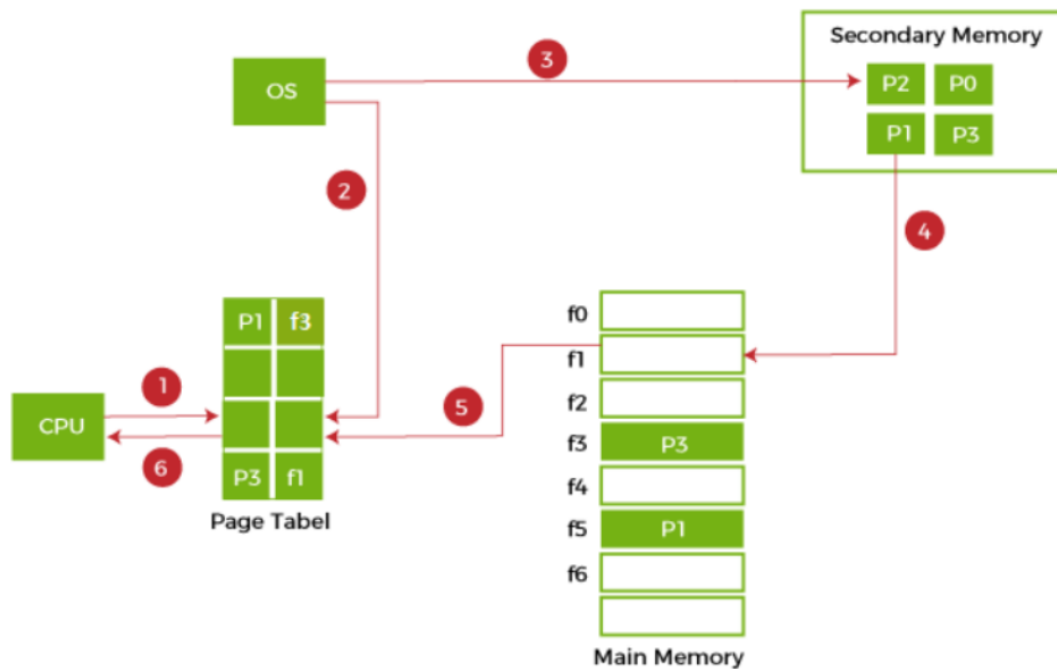 Secondary Memory
3
OS
P2 P0
P1 P3
2
4
P1 f3
f0
f1
1
5
f2
CPU
f3 P3
6
P3 f1
f4
Page Tabel
f5 P1
f6
Main Memory